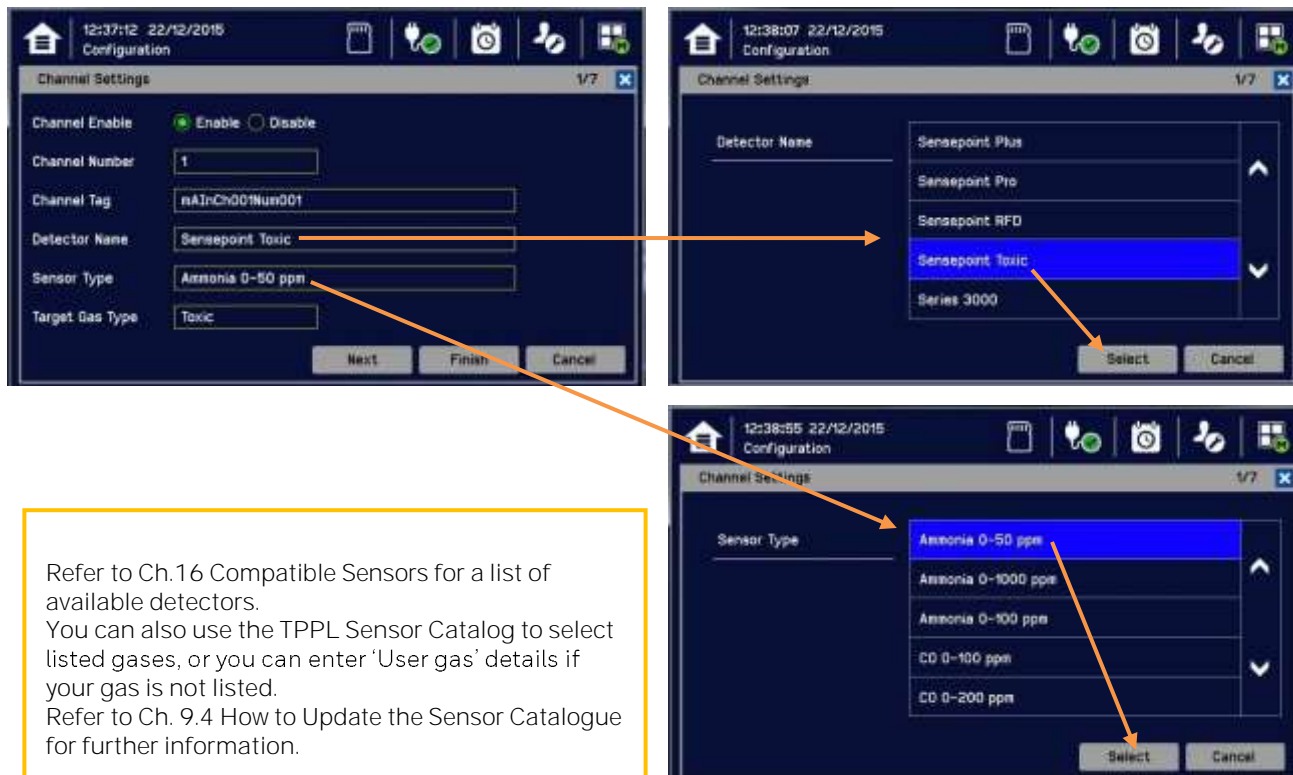 12:37:12 22/12/2015
Configuration
Channel Settings 1/7
Channel Enable Enable Disable
Channel Number 1
Channel Tag mAInCh001Num001
Detector Name Sensepoint Toxic
Sensor Type Ammonia 0-50 ppm
Target Gas Type Toxic
Next Finish Cancel
12:38:07 22/12/2015
Configuration
Channel Settings 1/7
Detector Name
Sensepoint Plus
Sensepoint Pro
Sensepoint RFD
Sensepoint Toxic
Series 3000
Select Cancel
12:38:55 22/12/2015
Configuration
Channel Settings 1/7
Sensor Type
Ammonia 0-50 ppm
Ammonia 0-1000 ppm
Ammonia 0-100 ppm
CO 0-100 ppm
CO 0-200 ppm
Select Cancel
Refer to Ch.16 Compatible Sensors for a list of
available detectors.
You can also use the TPPL Sensor Catalog to select
listed gases, or you can enter ‘User gas’ details if
your gas is not listed.
Refer to Ch. 9.4 How to Update the Sensor Catalogue
for further information.